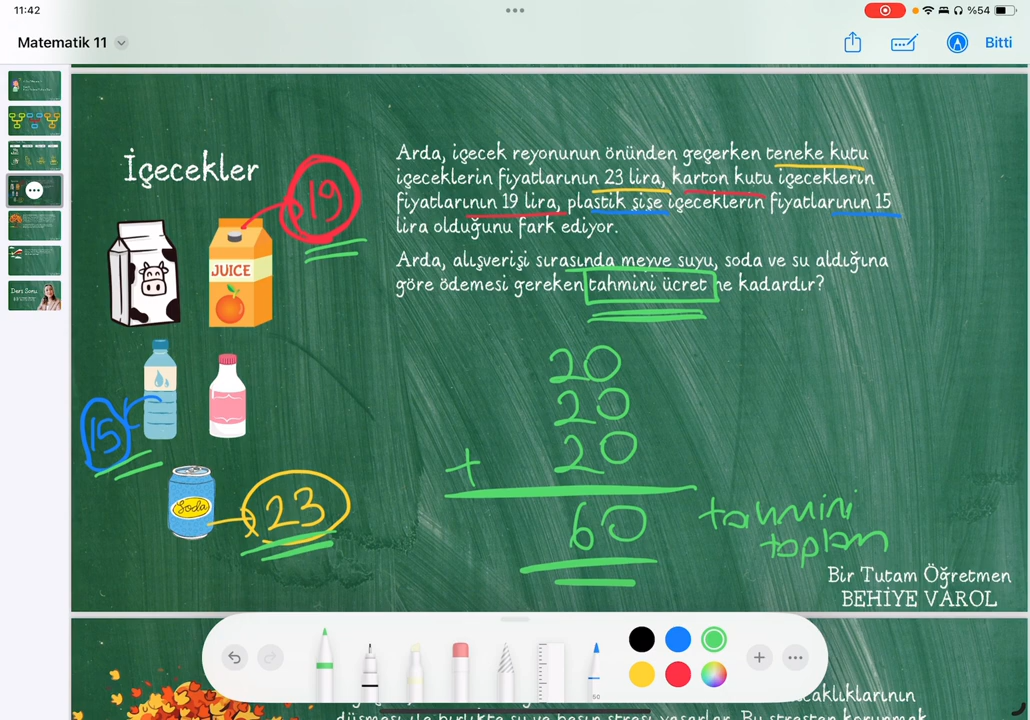 11:42
%54
Matematik 11
Bitti
İçecekler
19
Arda, içecek reyonunun önünden geçerken teneke kutu
içeceklerin fiyatlarının 23 lira, karton kutu içeceklerin
fiyatlarının 19 lira, plastik şişe içeceklerin fiyatlarının 15
lira olduğunu fark ediyor.
Arda, alışverişi sırasında meyve suyu, soda ve su aldığına
göre ödemesi gereken tahmini ücret ne kadardır?
JUICE
15
Soda
23
20
20
+ 20
60
tahmini
toplam
Bir Tutam Öğretmen
BEHİYE VAROL
Ders Sonu
50